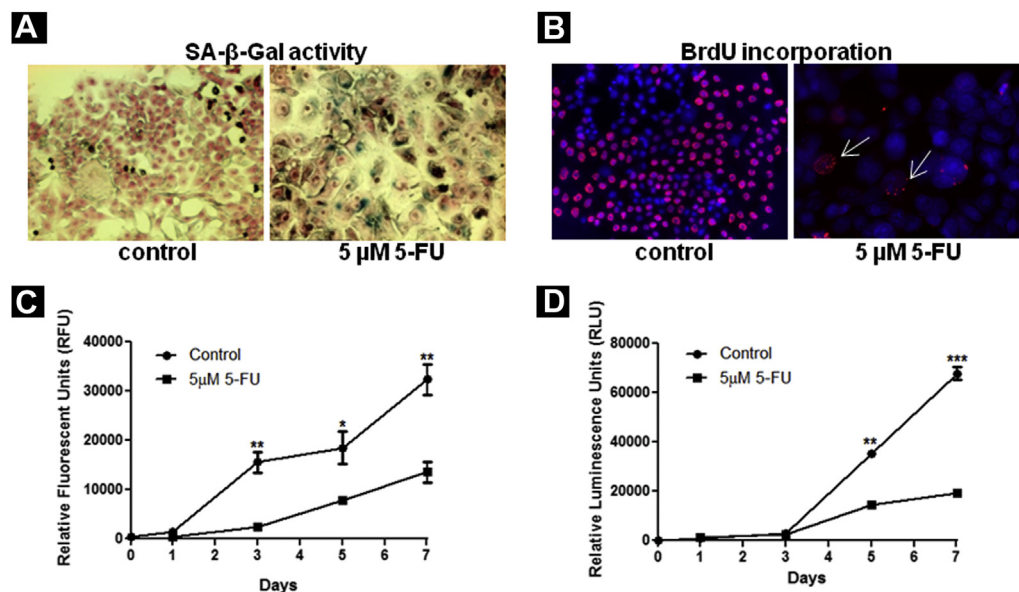 A
SA-β-Gal activity
control
5 µM 5-FU
B
BrdU incorporation
control
5 µM 5-FU
C
Relative Fluorescent Units (RFU)
40000
30000
20000
10000
0
Control
5µM 5-FU
**
*
**
0 1 2 3 4 5 6 7
Days
D
Relative Luminescence Units (RLU)
80000
60000
40000
20000
0
Control
5µM 5-FU
**
***
0 1 2 3 4 5 6 7
Days